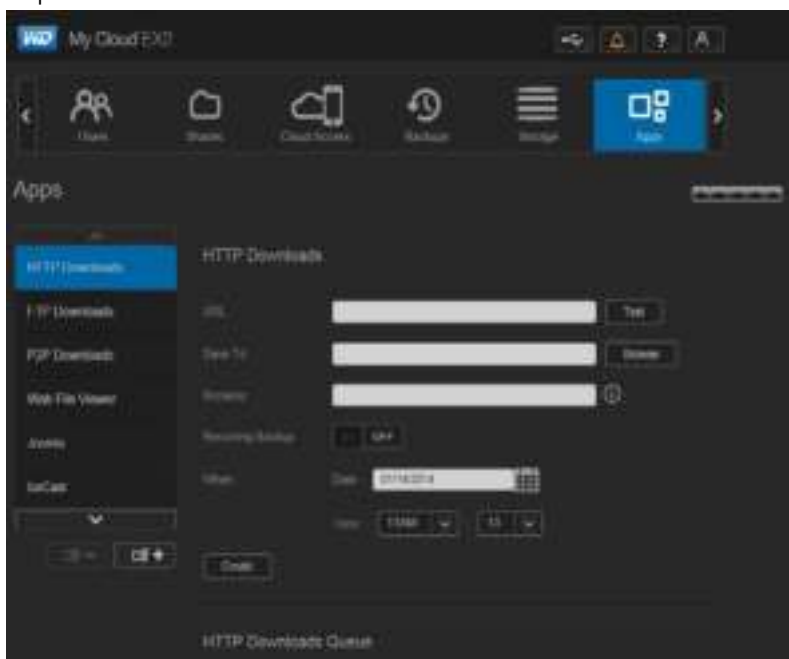 WD My Cloud EX2
?
Users
Shares
Cloud Access
Backups
Storage
Apps
Apps
HTTP Downloads
FTP Downloads
P2P Downloads
Web File Viewer
Joomla
IceCast
HTTP Downloads
URL
Test
Save To
Browse
Rename
Recurring Backup
OFF
When
Date
Create
HTTP Downloads Queue